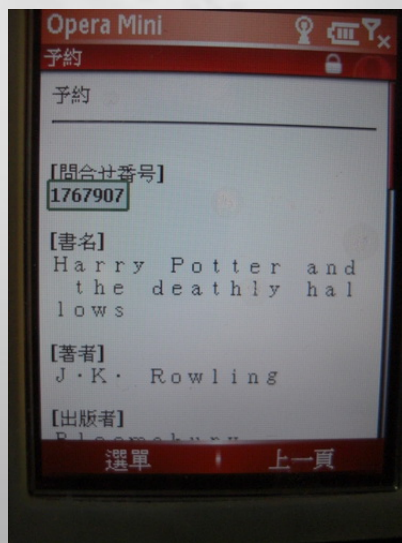 Opera Mini
予約
予約
[問合せ番号]
1767907
[書名]
Harry Potter and
the deathly hal
lows
[著者]
J・K・ Rowling
[出版者]
Bloomsbury
選單
上一頁